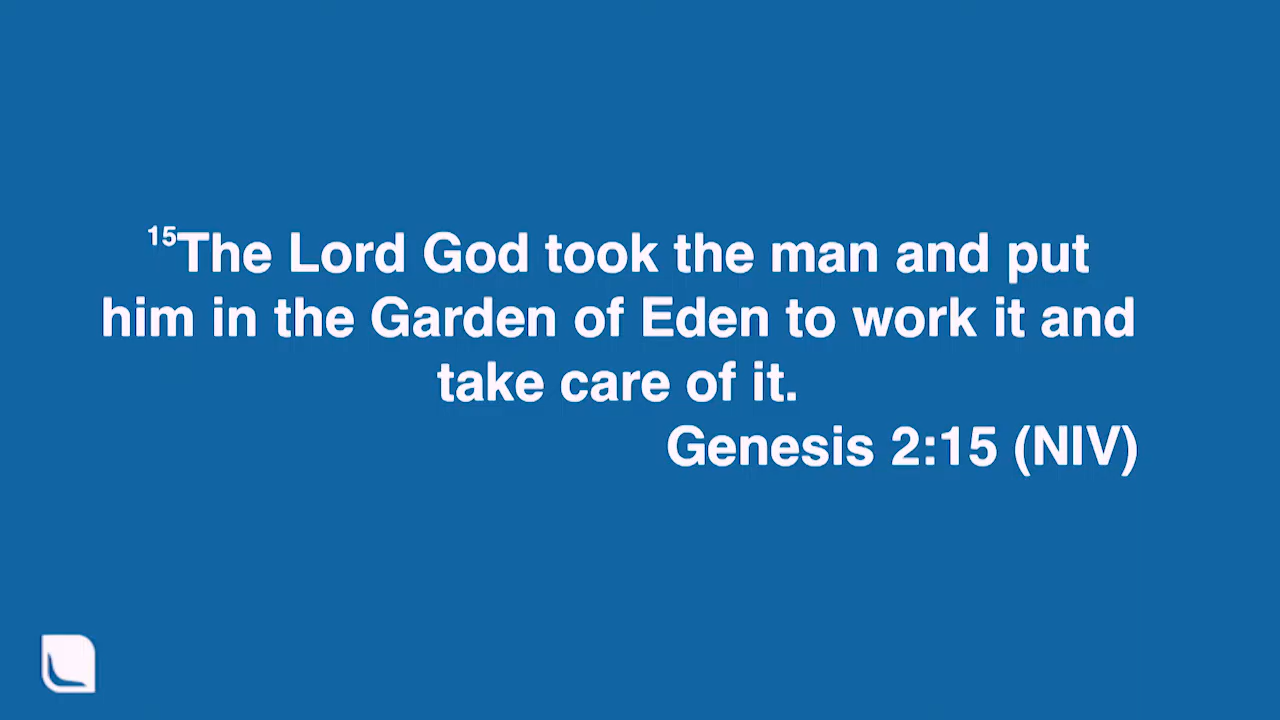 ¹⁵The Lord God took the man and put
him in the Garden of Eden to work it and
take care of it.
Genesis 2:15 (NIV)